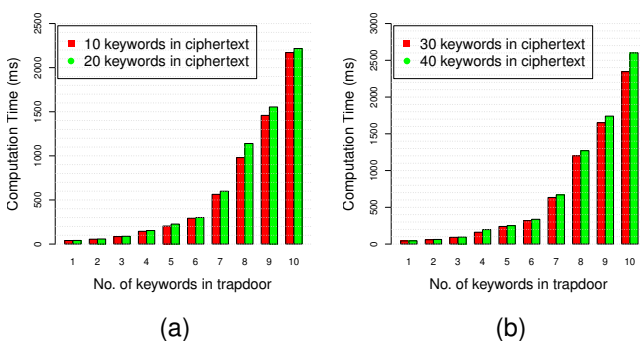 10 keywords in ciphertext
20 keywords in ciphertext
Computation Time (ms)
0
500
1000
1500
2000
2500
1 2 3 4 5 6 7 8 9 10
No. of keywords in trapdoor
(a)
30 keywords in ciphertext
40 keywords in ciphertext
Computation Time (ms)
0
500
1000
1500
2000
2500
3000
1 2 3 4 5 6 7 8 9 10
No. of keywords in trapdoor
(b)